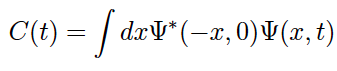 C(t) = ∫ dxΨ*(−x, 0)Ψ(x, t)